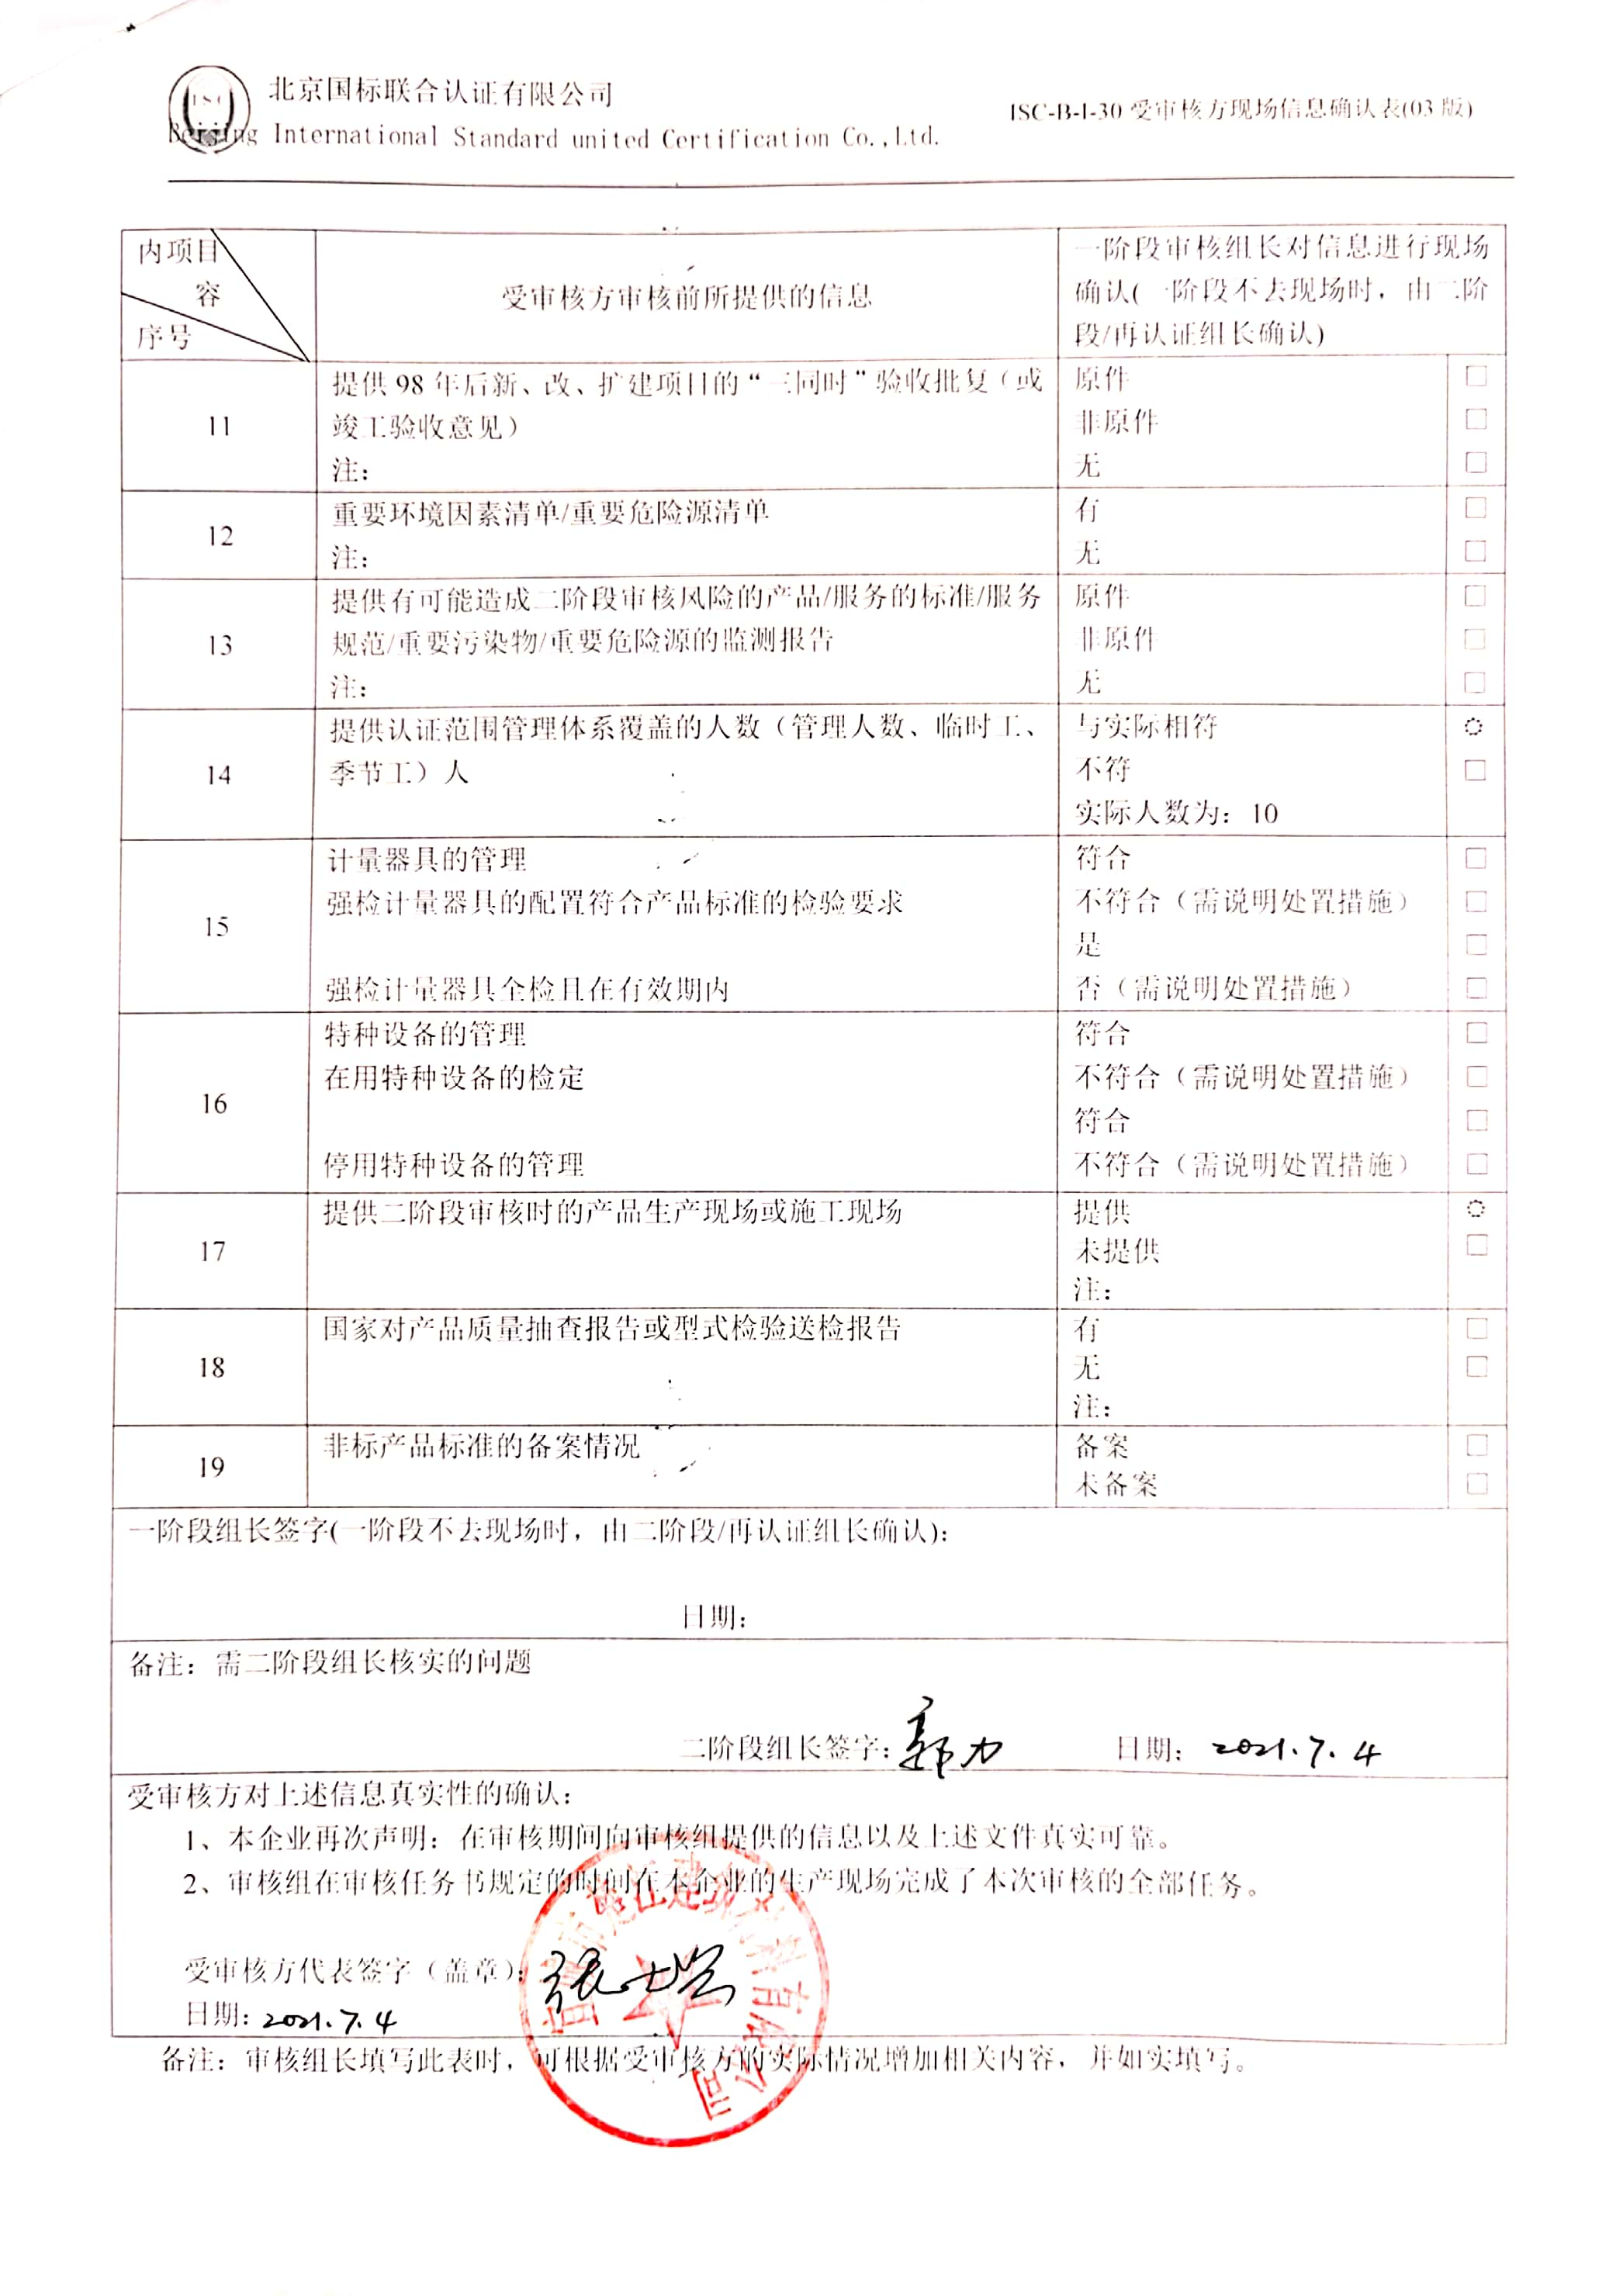 ISC
北京国标联合认证有限公司
ISC-B-I-30 受审核方现场信息确认表(03 版)
Beijing International Standard united Certification Co.,Ltd.
内项目
容
序号
受审核方审核前所提供的信息
一阶段审核组长对信息进行现场
确认( 一阶段不去现场时，由二阶
段/再认证组长确认)
11
提供 98 年后新、改、扩建项目的“三同时”验收批复（或
竣工验收意见）
注：
原件 □
非原件 □
无 □
12
重要环境因素清单/重要危险源清单
注：
有 □
无 □
13
提供有可能造成二阶段审核风险的产品/服务的标准/服务
规范/重要污染物/重要危险源的监测报告
注：
原件 □
非原件 □
无 □
14
提供认证范围管理体系覆盖的人数（管理人数、临时工、
季节工）人
与实际相符
不符 □
实际人数为：10
15
计量器具的管理
强检计量器具的配置符合产品标准的检验要求
强检计量器具全检且在有效期内
符合 □
不符合（需说明处置措施） □
是 □
否（需说明处置措施） □
16
特种设备的管理
在用特种设备的检定
停用特种设备的管理
符合 □
不符合（需说明处置措施） □
符合 □
不符合（需说明处置措施） □
17
提供二阶段审核时的产品生产现场或施工现场
提供
未提供 □
注：
18
国家对产品质量抽查报告或型式检验送检报告
有 □
无 □
注：
19
非标产品标准的备案情况
备案 □
未备案 □
一阶段组长签字(一阶段不去现场时，由二阶段/再认证组长确认)：
日期：
备注：需二阶段组长核实的问题
二阶段组长签字：郭力 日期：2021.7.4
受审核方对上述信息真实性的确认：
1、本企业再次声明：在审核期间向审核组提供的信息以及上述文件真实可靠。
2、审核组在审核任务书规定的时间在本企业的生产现场完成了本次审核的全部任务。
受审核方代表签字（盖章）：
日期：2021.7.4
备注：审核组长填写此表时，可根据受审核方的实际情况增加相关内容，并如实填写。